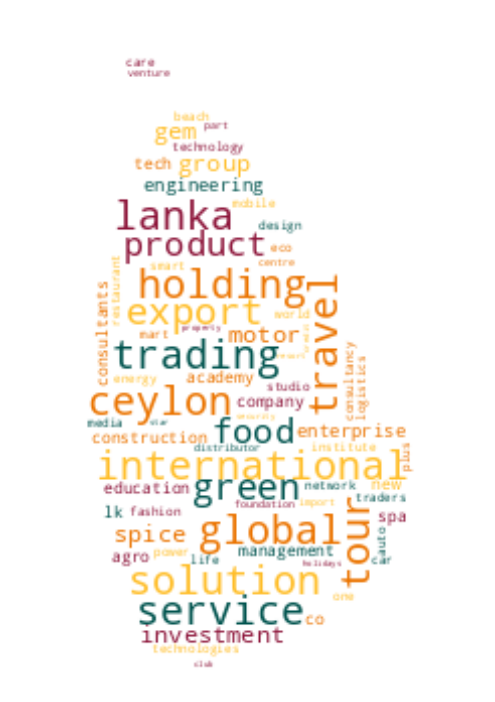 care
venture
beach
gem part
technology
tech group
engineering
lanka mobile
design
product eco
smart centre
restaurant
holding
consultants
export world
travel
mart property motor
trading
consultancy
logistics
energy academy
studio
ceylon company
security
media star food enterprise
construction
distributor institute
international plus
education green network new
foundation import traders
lk fashion
spice global tour spa
auto
agro power life management car
holidays
solution one
service co
investment
technologies
club